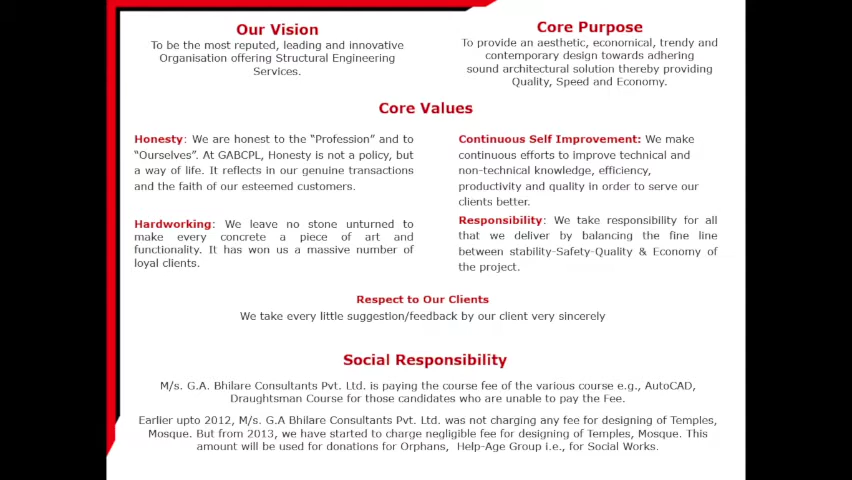 Our Vision
To be the most reputed, leading and innovative
Organisation offering Structural Engineering
Services.
Core Purpose
To provide an aesthetic, economical, trendy and
contemporary design towards adhering
sound architectural solution thereby providing
Quality, Speed and Economy.
Core Values
Honesty: We are honest to the “Profession” and to
“Ourselves”. At GABCPL, Honesty is not a policy, but
a way of life. It reflects in our genuine transactions
and the faith of our esteemed customers.
Hardworking: We leave no stone unturned to
make every concrete a piece of art and
functionality. It has won us a massive number of
loyal clients.
Continuous Self Improvement: We make
continuous efforts to improve technical and
non-technical knowledge, efficiency,
productivity and quality in order to serve our
clients better.
Responsibility: We take responsibility for all
that we deliver by balancing the fine line
between stability-Safety-Quality & Economy of
the project.
Respect to Our Clients
We take every little suggestion/feedback by our client very sincerely
Social Responsibility
M/s. G.A. Bhilare Consultants Pvt. Ltd. is paying the course fee of the various course e.g., AutoCAD,
Draughtsman Course for those candidates who are unable to pay the Fee.
Earlier upto 2012, M/s. G.A Bhilare Consultants Pvt. Ltd. was not charging any fee for designing of Temples,
Mosque. But from 2013, we have started to charge negligible fee for designing of Temples, Mosque. This
amount will be used for donations for Orphans, Help-Age Group i.e., for Social Works.